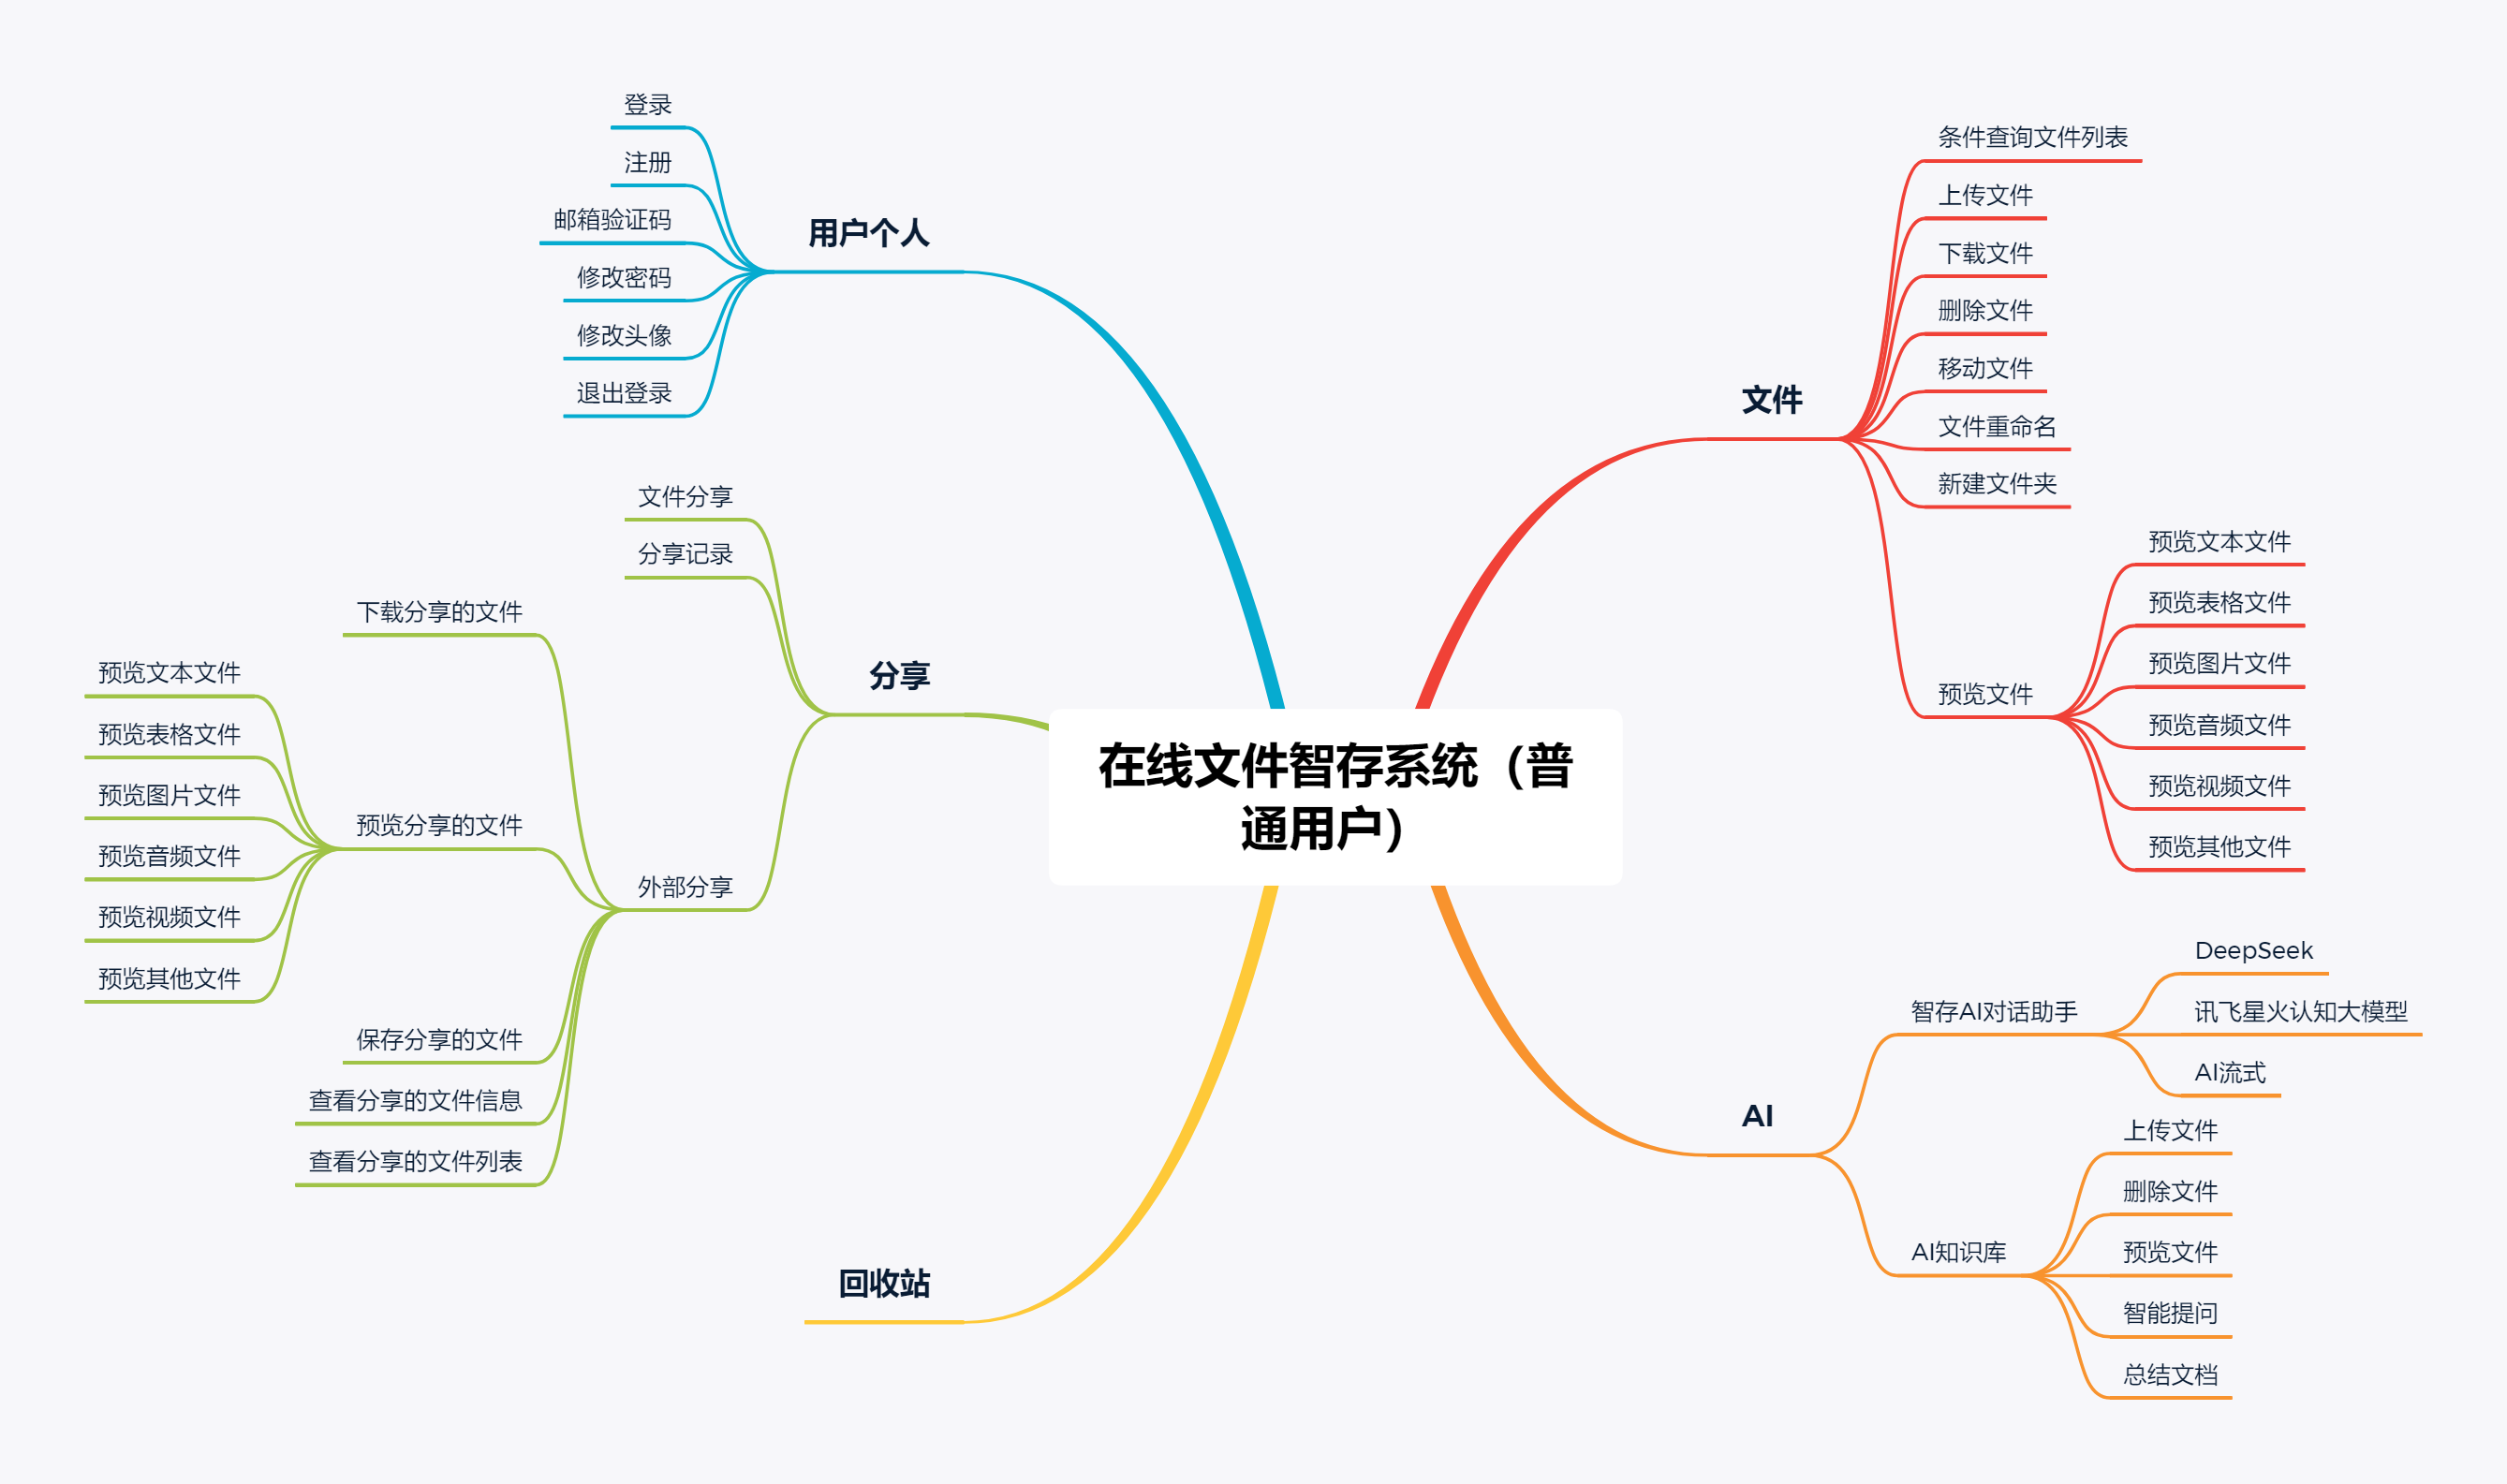 在线文件智存系统（普
通用户）
文件
条件查询文件列表
上传文件
下载文件
删除文件
移动文件
文件重命名
新建文件夹
预览文件
预览文本文件
预览表格文件
预览图片文件
预览音频文件
预览视频文件
预览其他文件
AI
智存AI对话助手
DeepSeek
讯飞星火认知大模型
AI流式
AI知识库
上传文件
删除文件
预览文件
智能提问
总结文档
用户个人
登录
注册
邮箱验证码
修改密码
修改头像
退出登录
分享
文件分享
分享记录
外部分享
下载分享的文件
预览分享的文件
预览文本文件
预览表格文件
预览图片文件
预览音频文件
预览视频文件
预览其他文件
保存分享的文件
查看分享的文件信息
查看分享的文件列表
回收站